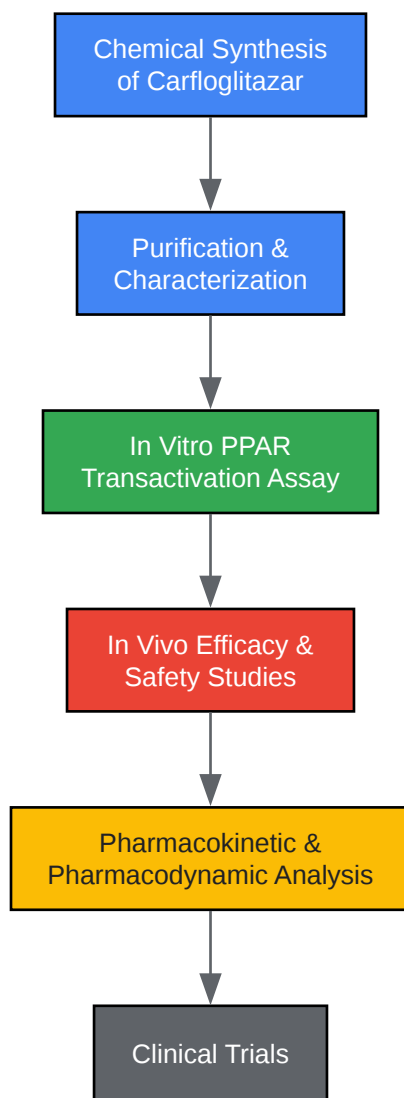 Chemical Synthesis
of Carfloglitazar
Purification &
Characterization
In Vitro PPAR
Transactivation Assay
In Vivo Efficacy &
Safety Studies
Pharmacokinetic &
Pharmacodynamic Analysis
Clinical Trials